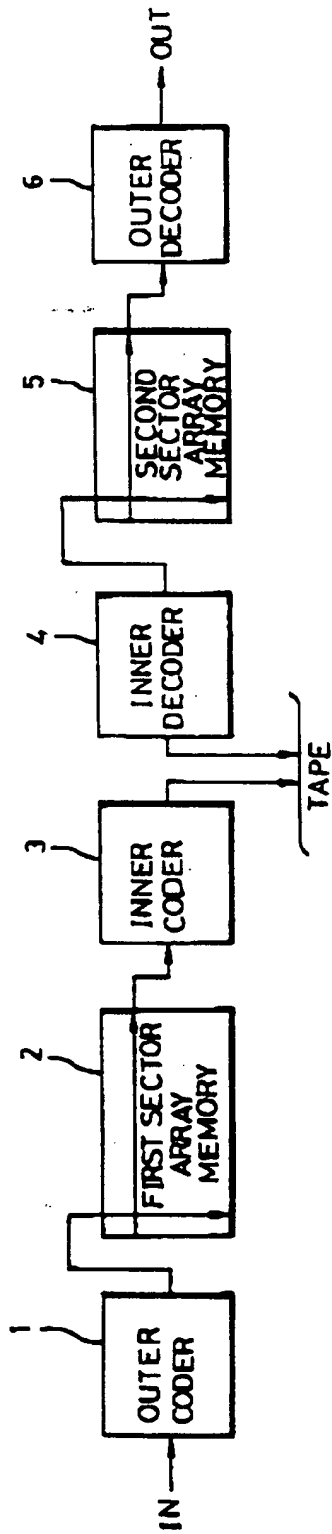 IN
1
OUTER
CODER
2
FIRST SECTOR
ARRAY
MEMORY
3
INNER
CODER
TAPE
4
INNER
DECODER
5
SECOND
SECTOR
ARRAY
MEMORY
6
OUTER
DECODER
OUT